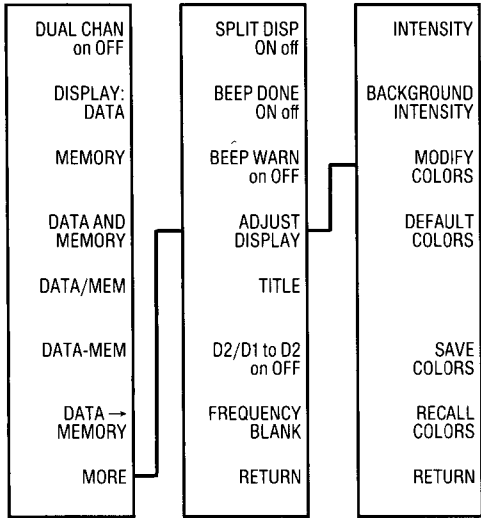 DUAL CHAN
on OFF
DISPLAY:
DATA
MEMORY
DATA AND
MEMORY
DATA/MEM
DATA-MEM
DATA →
MEMORY
MORE
SPLIT DISP
ON off
BEEP DONE
ON off
BEEP WARN
on OFF
ADJUST
DISPLAY
TITLE
D2/D1 to D2
on OFF
FREQUENCY
BLANK
RETURN
INTENSITY
BACKGROUND
INTENSITY
MODIFY
COLORS
DEFAULT
COLORS
SAVE
COLORS
RECALL
COLORS
RETURN